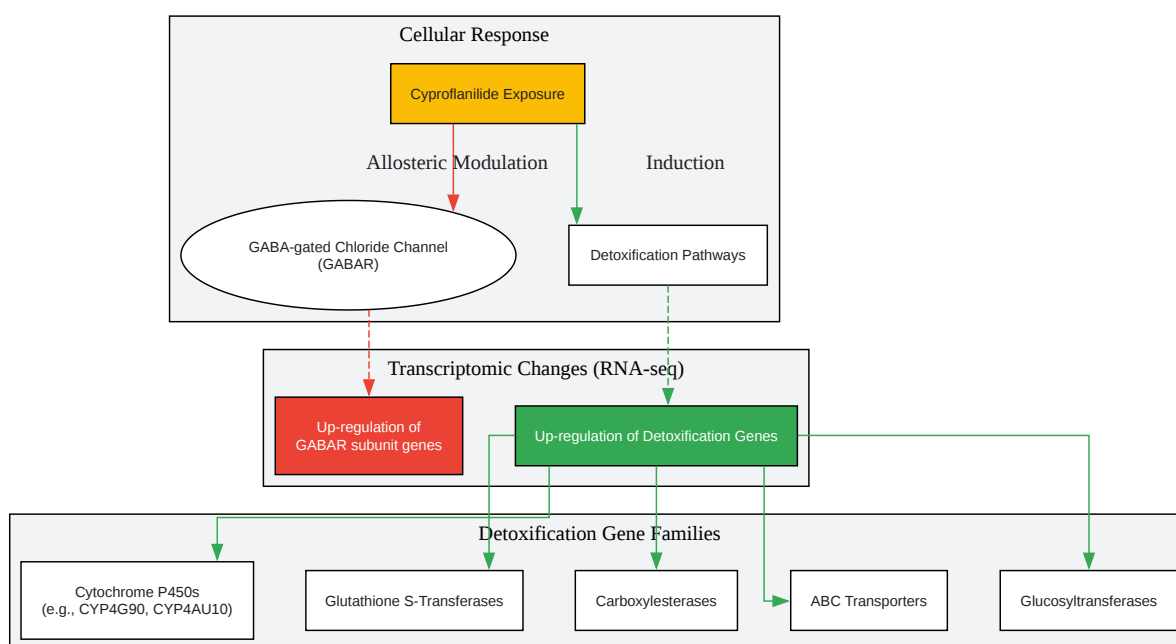 Cellular Response
Cyproflanilide Exposure
Allosteric Modulation
Induction
GABA-gated Chloride Channel
(GABAR)
Detoxification Pathways
Transcriptomic Changes (RNA-seq)
Up-regulation of
GABAR subunit genes
Up-regulation of Detoxification Genes
Detoxification Gene Families
Cytochrome P450s
(e.g., CYP4G90, CYP4AU10)
Glutathione S-Transferases
Carboxylesterases
ABC Transporters
Glucosyltransferases